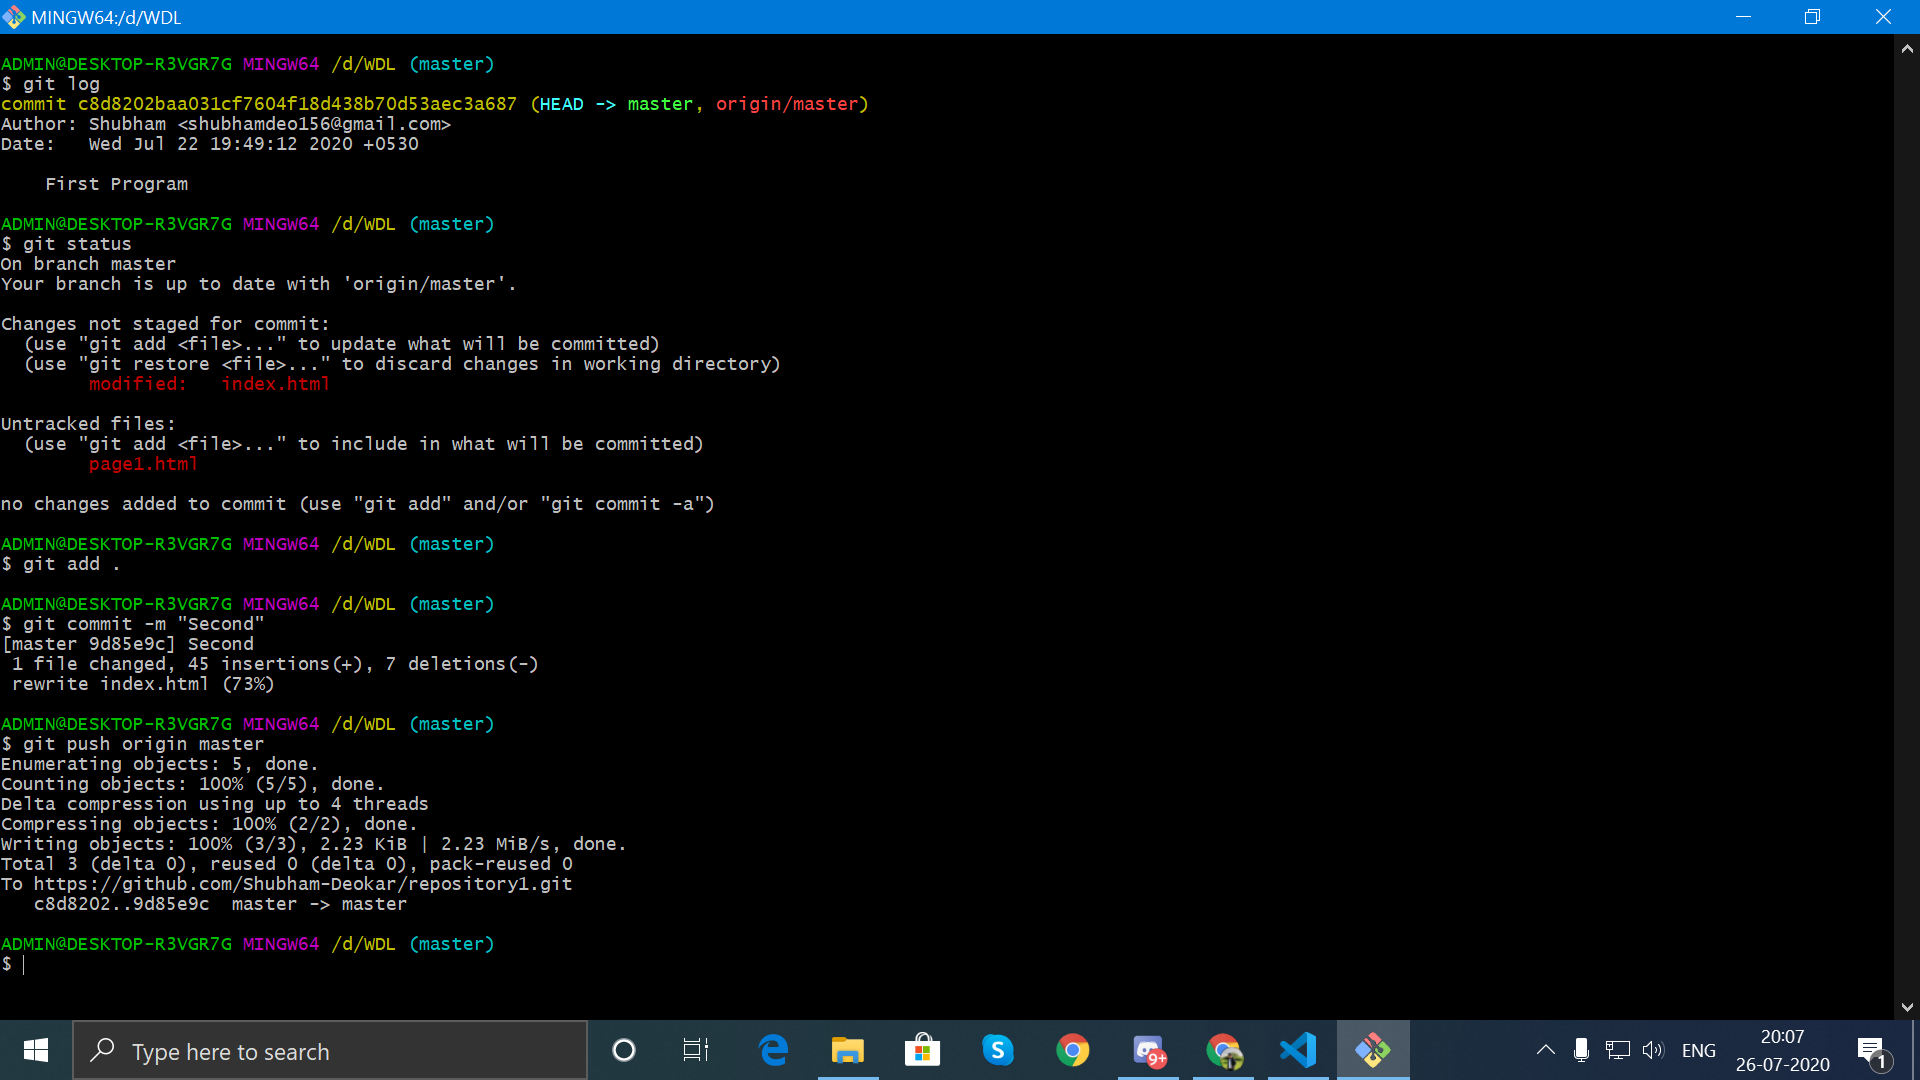 MINGW64:/d/WDL
ADMIN@DESKTOP-R3VGR7G MINGW64 /d/WDL (master)
$ git log
commit c8d8202baa031cf7604f18d438b70d53aec3a687 (HEAD -> master, origin/master)
Author: Shubham <shubhamdeo156@gmail.com>
Date:   Wed Jul 22 19:49:12 2020 +0530
    First Program
ADMIN@DESKTOP-R3VGR7G MINGW64 /d/WDL (master)
$ git status
On branch master
Your branch is up to date with 'origin/master'.
Changes not staged for commit:
  (use "git add <file>..." to update what will be committed)
  (use "git restore <file>..." to discard changes in working directory)
        modified:   index.html
Untracked files:
  (use "git add <file>..." to include in what will be committed)
        page1.html
no changes added to commit (use "git add" and/or "git commit -a")
ADMIN@DESKTOP-R3VGR7G MINGW64 /d/WDL (master)
$ git add .
ADMIN@DESKTOP-R3VGR7G MINGW64 /d/WDL (master)
$ git commit -m "Second"
[master 9d85e9c] Second
 1 file changed, 45 insertions(+), 7 deletions(-)
 rewrite index.html (73%)
ADMIN@DESKTOP-R3VGR7G MINGW64 /d/WDL (master)
$ git push origin master
Enumerating objects: 5, done.
Counting objects: 100% (5/5), done.
Delta compression using up to 4 threads
Compressing objects: 100% (2/2), done.
Writing objects: 100% (3/3), 2.23 KiB | 2.23 MiB/s, done.
Total 3 (delta 0), reused 0 (delta 0), pack-reused 0
To https://github.com/Shubham-Deokar/repository1.git
   c8d8202..9d85e9c  master -> master
ADMIN@DESKTOP-R3VGR7G MINGW64 /d/WDL (master)
$
Type here to search
S
9+
ENG
20:07
26-07-2020
1